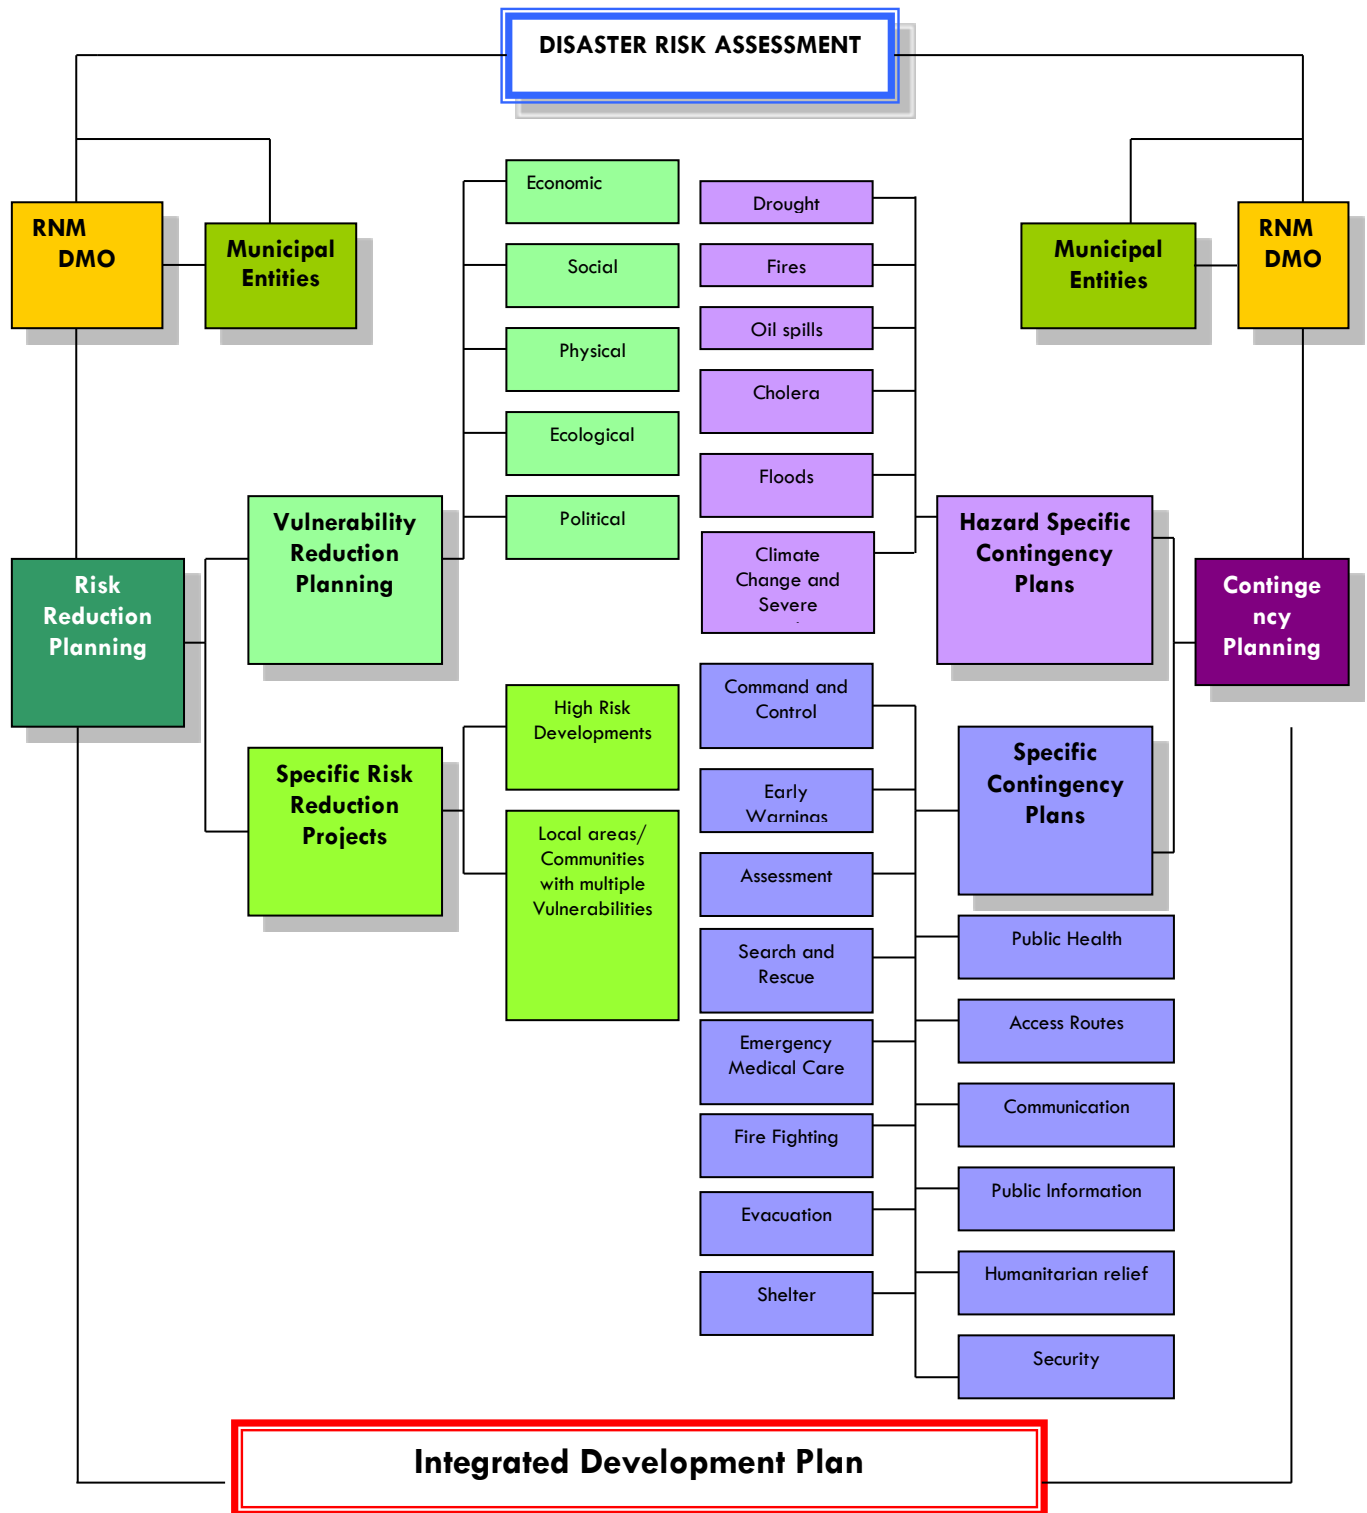 DISASTER RISK ASSESSMENT
RNM
DMO
Municipal
Entities
Economic
Social
Physical
Ecological
Political
Drought
Fires
Oil spills
Cholera
Floods
Climate
Change and
Severe
Municipal
Entities
RNM
DMO
Risk
Reduction
Planning
Vulnerability
Reduction
Planning
Hazard Specific
Contingency
Plans
Continge
ncy
Planning
Specific Risk
Reduction
Projects
High Risk
Developments
Local areas/
Communities
with multiple
Vulnerabilities
Command and
Control
Early
Warnings
Assessment
Search and
Rescue
Emergency
Medical Care
Fire Fighting
Evacuation
Shelter
Specific
Contingency
Plans
Public Health
Access Routes
Communication
Public Information
Humanitarian relief
Security
Integrated Development Plan